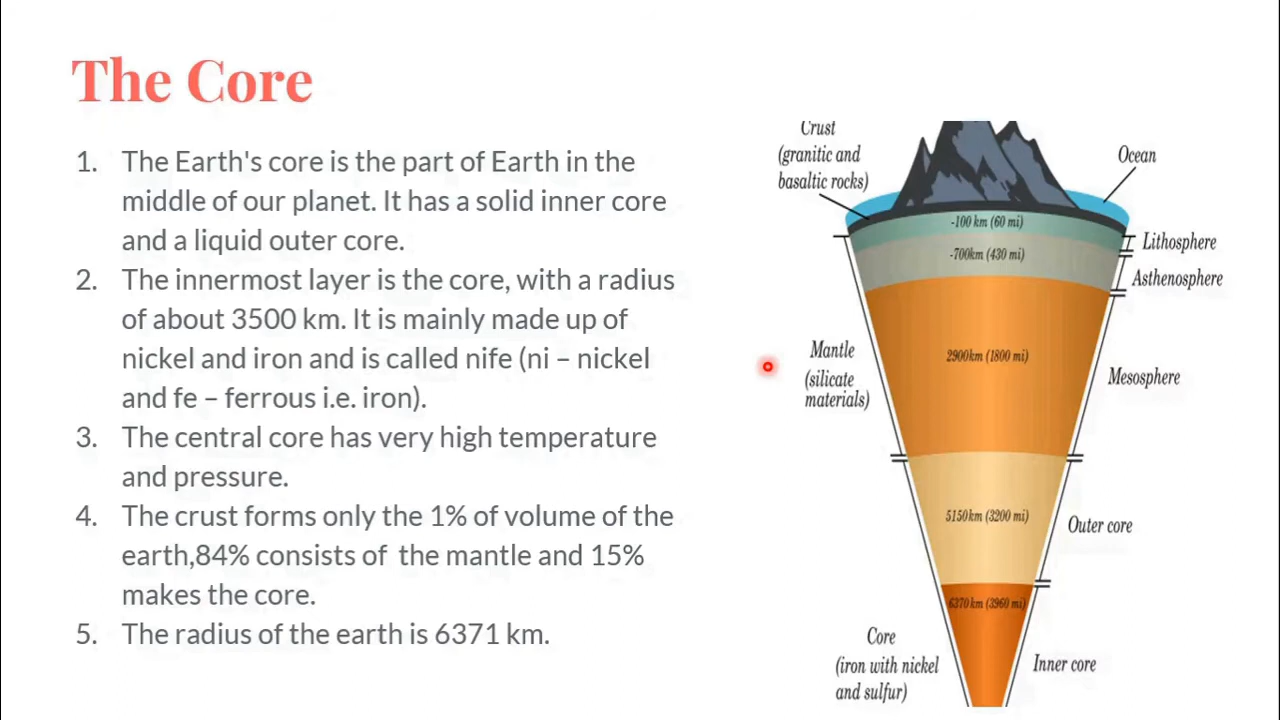 The Core
1. The Earth's core is the part of Earth in the
middle of our planet. It has a solid inner core
and a liquid outer core.
2. The innermost layer is the core, with a radius
of about 3500 km. It is mainly made up of
nickel and iron and is called nife (ni – nickel
and fe – ferrous i.e. iron).
3. The central core has very high temperature
and pressure.
4. The crust forms only the 1% of volume of the
earth,84% consists of  the mantle and 15%
makes the core.
5. The radius of the earth is 6371 km.
Crust
(granitic and
basaltic rocks)
Ocean
-100 km (60 mi)
Lithosphere
-700km (430 mi)
Asthenosphere
Mantle
(silicate
materials)
2900km (1800 mi)
Mesosphere
5150km (3200 mi)
Outer core
6370km (3960 mi)
Core
(iron with nickel
and sulfur)
Inner core